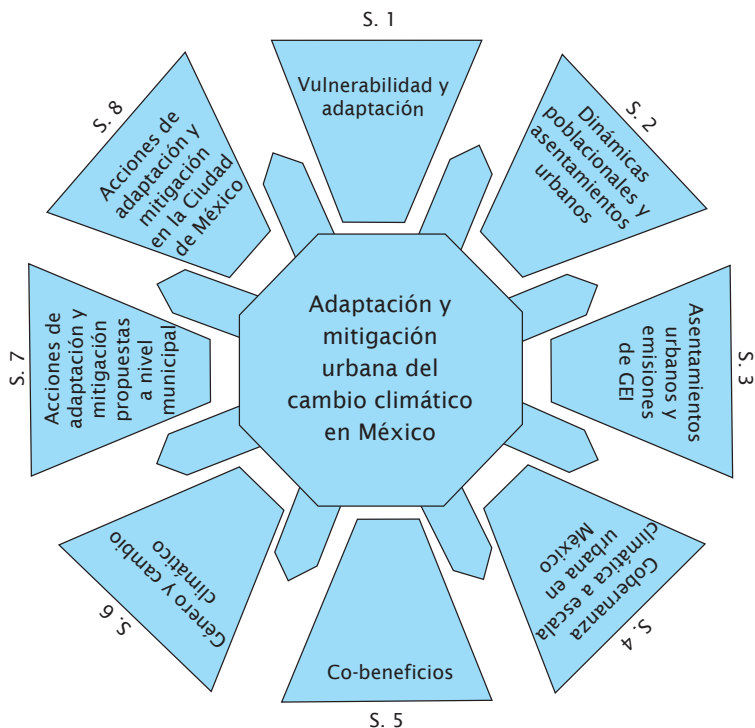 S. 1
Vulnerabilidad y
adaptación
S. 2
Dinámicas
poblacionales y
asentamientos
urbanos
S. 3
Asentamientos
urbanos y
emisiones
de GEI
S. 4
Gobernanza
climática a escala
urbana en
México
S. 5
Co-beneficios
S. 6
Género y cambio
climático
S. 7
Acciones de
adaptación y
mitigación
propuestas
a nivel
municipal
S. 8
Acciones de
adaptación y
mitigación
en la Ciudad
de México
Adaptación y
mitigación
urbana del
cambio climático
en México